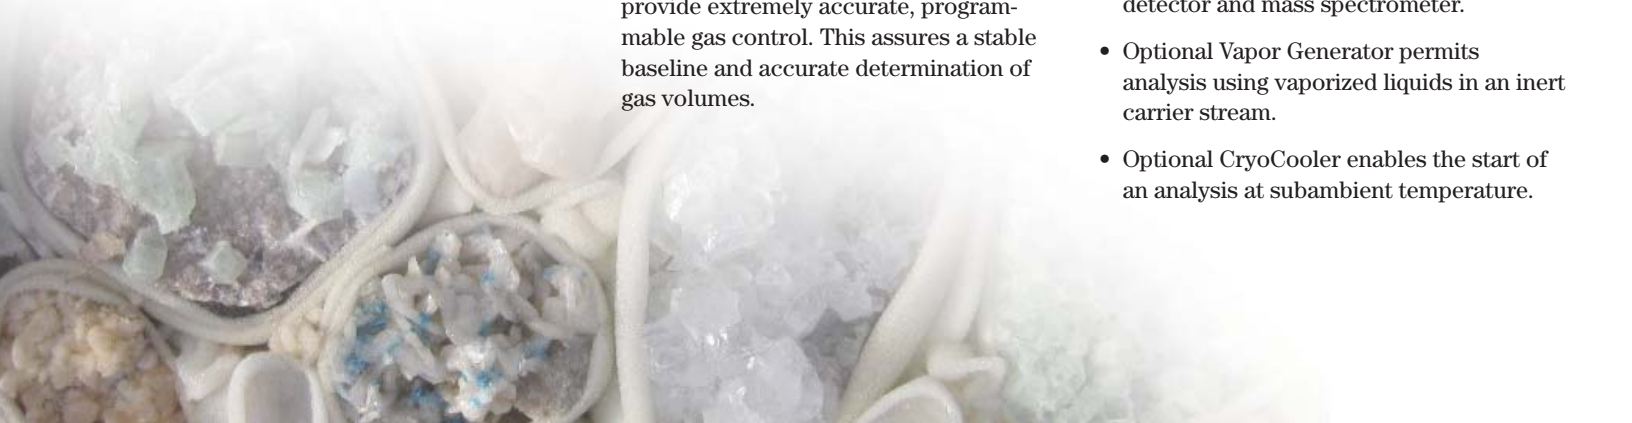 provide extremely accurate, program-
mable gas control. This assures a stable
baseline and accurate determination of
gas volumes.
detector and mass spectrometer.
• Optional Vapor Generator permits
analysis using vaporized liquids in an inert
carrier stream.
• Optional CryoCooler enables the start of
an analysis at subambient temperature.